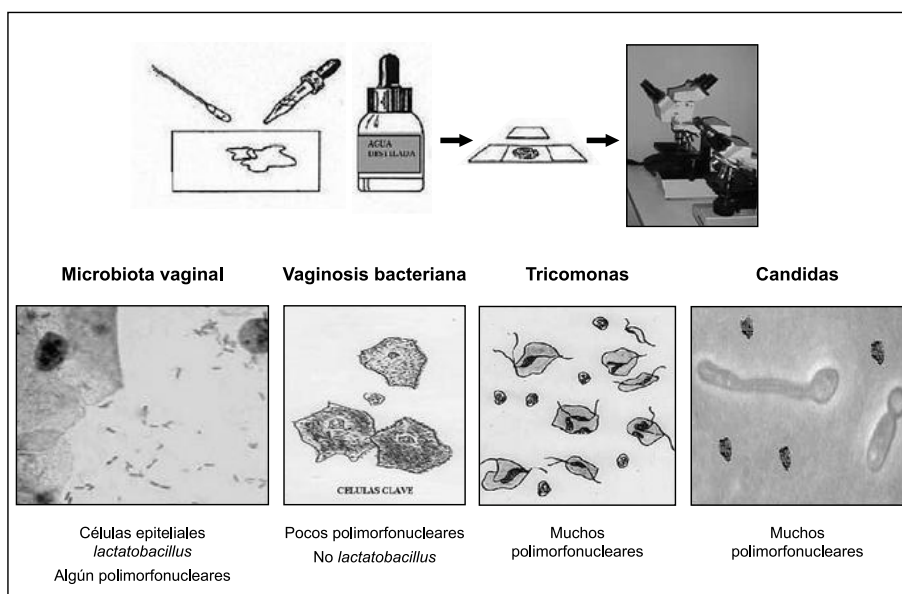 AGUA
DESTILADA
Microbiota vaginal
Vaginosis bacteriana
Tricomonas
Candidas
CELULAS CLAVE
Células epiteliales
lactatobacillus
Algún polimorfonucleares
Pocos polimorfonucleares
No lactatobacillus
Muchos
polimorfonucleares
Muchos
polimorfonucleares